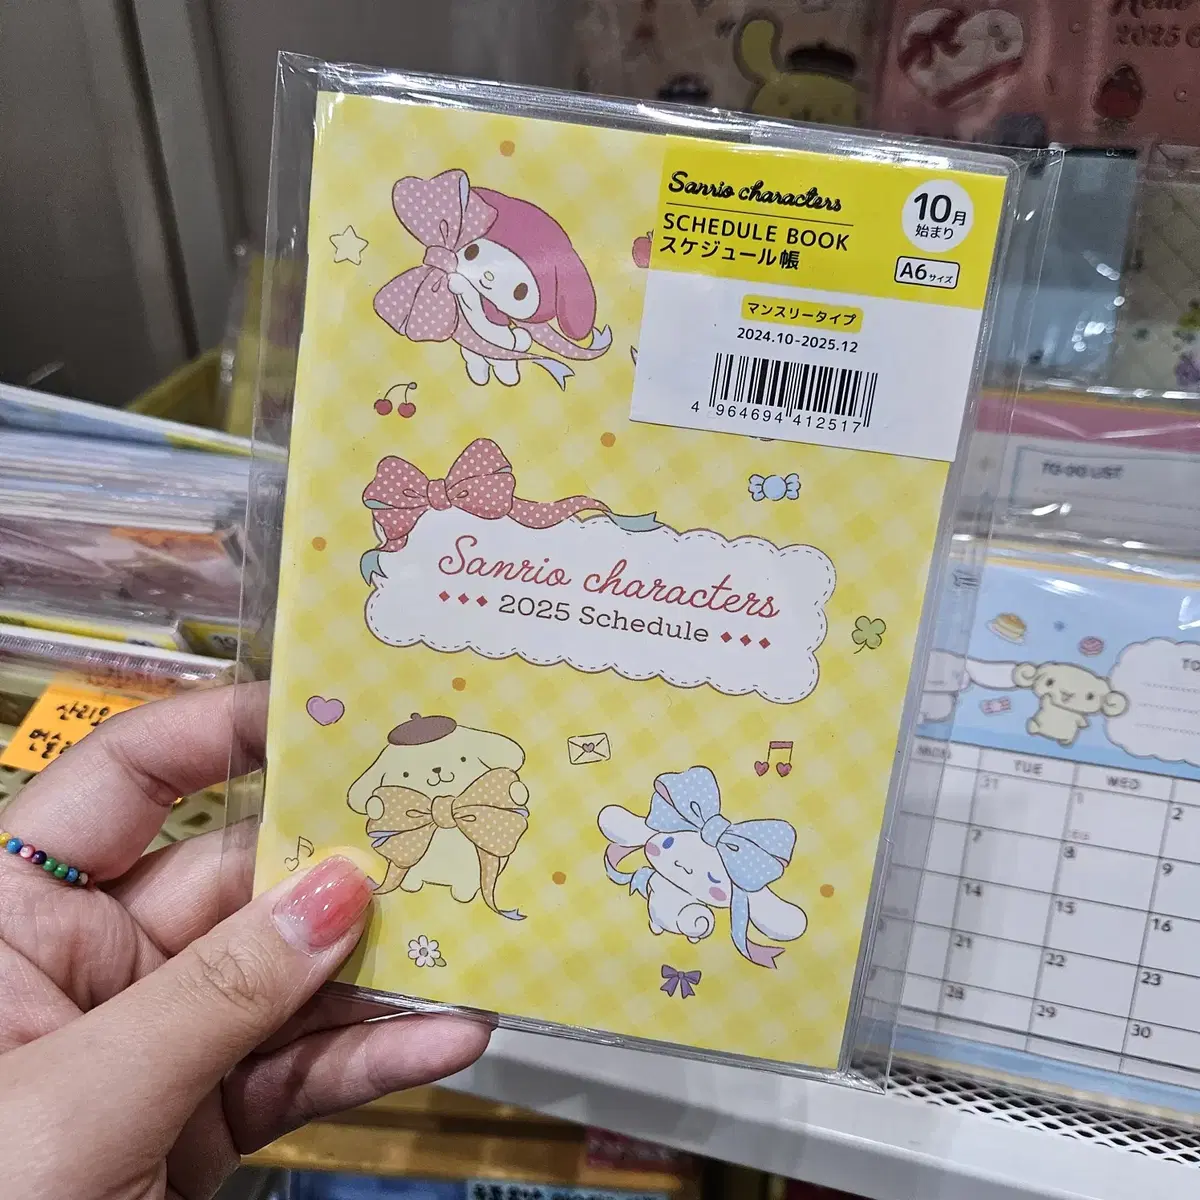 Sanrio characters
SCHEDULE BOOK
スケジュール帳
10月
始まり
A6サイズ
マンスリータイプ
2024.10-2025.12
4 964694 412517
Sanrio characters
2025 Schedule
산리오
TO-DO LIST
MON TUE WED
31 1 2
7 8 9
14 15 16
21 22 23
28 29 30